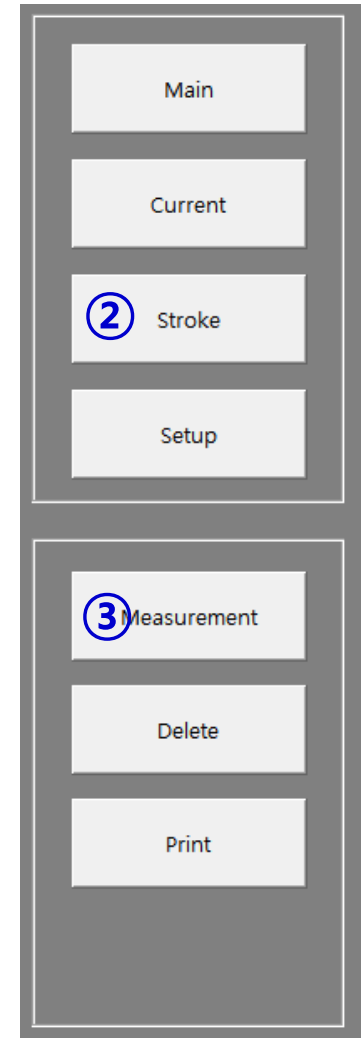 Main
Current
② Stroke
Setup
③ Measurement
Delete
Print